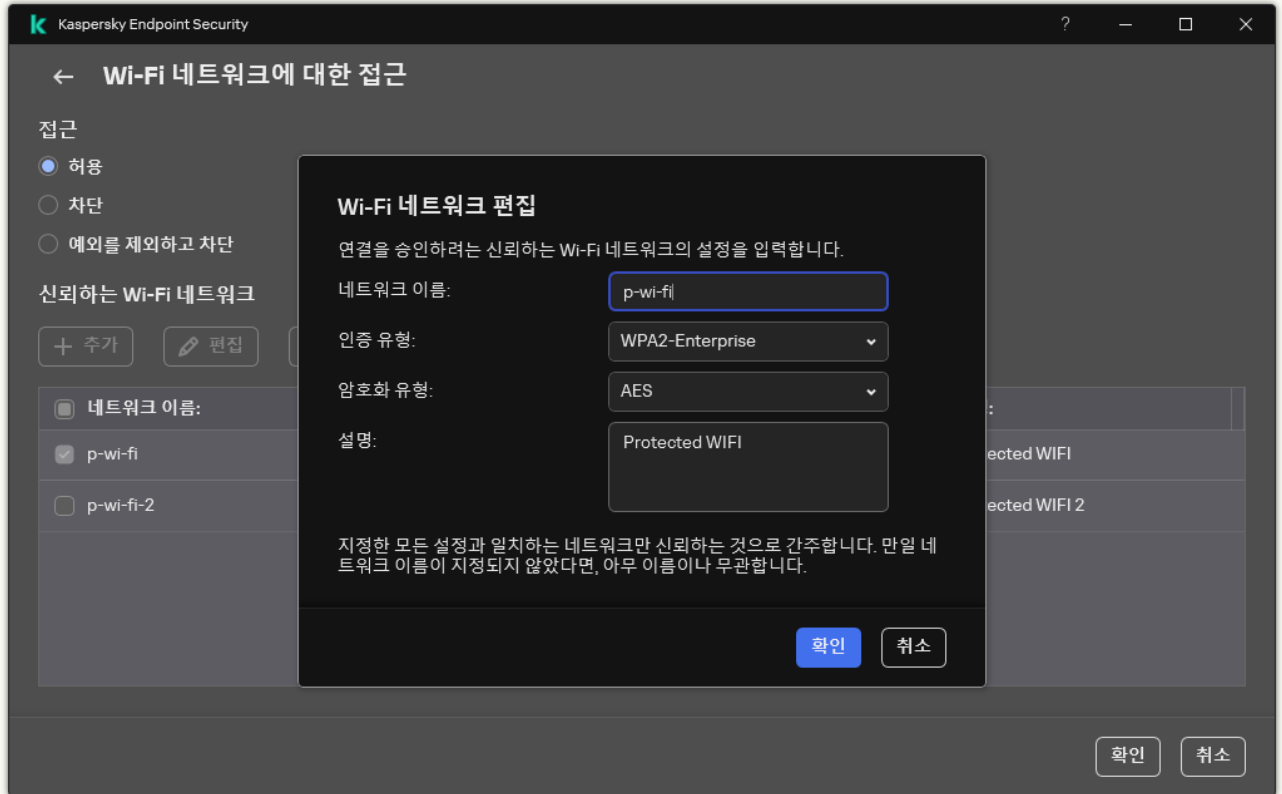 Kaspersky Endpoint Security
Wi-Fi 네트워크에 대한 접근
접근
허용
차단
예외를 제외하고 차단
신뢰하는 Wi-Fi 네트워크
추가
편집
네트워크 이름:
:
p-wi-fi
ected WIFI
p-wi-fi-2
ected WIFI 2
Wi-Fi 네트워크 편집
연결을 승인하려는 신뢰하는 Wi-Fi 네트워크의 설정을 입력합니다.
네트워크 이름:
p-wi-fi
인증 유형:
WPA2-Enterprise
암호화 유형:
AES
설명:
Protected WIFI
지정한 모든 설정과 일치하는 네트워크만 신뢰하는 것으로 간주합니다. 만일 네
트워크 이름이 지정되지 않았다면, 아무 이름이나 무관합니다.
확인
취소
확인
취소